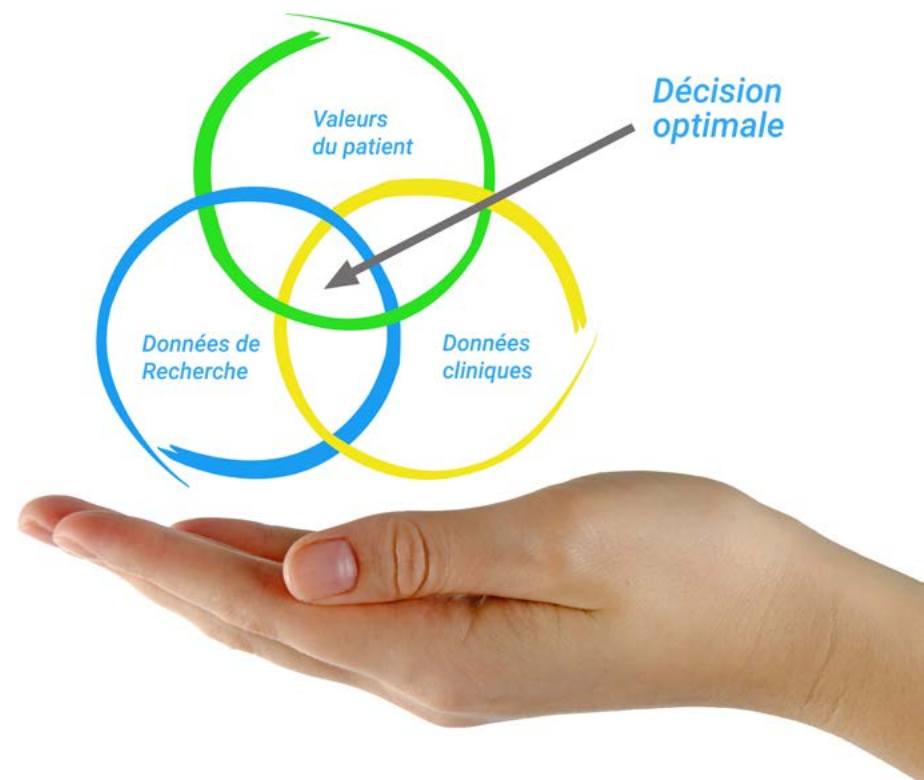 Décision
optimale
Valeurs
du patient
Données de
Recherche
Données
cliniques